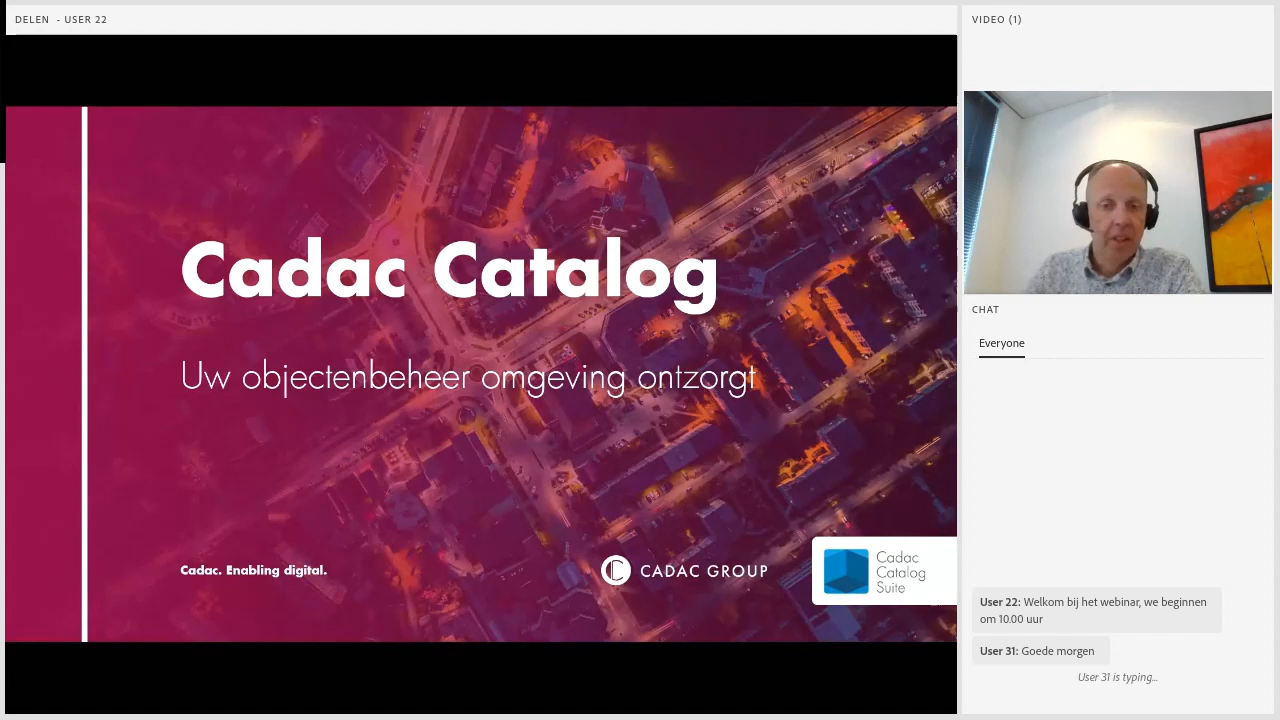 DELEN - USER 22
Cadac Catalog
Uw objectenbeheer omgeving ontzorgt
Cadac. Enabling digital.
CADAC GROUP
Cadac
Catalog
Suite
VIDEO (1)
CHAT
Everyone
User 22: Welkom bij het webinar, we beginnen
om 10.00 uur
User 31: Goede morgen
User 31 is typing...